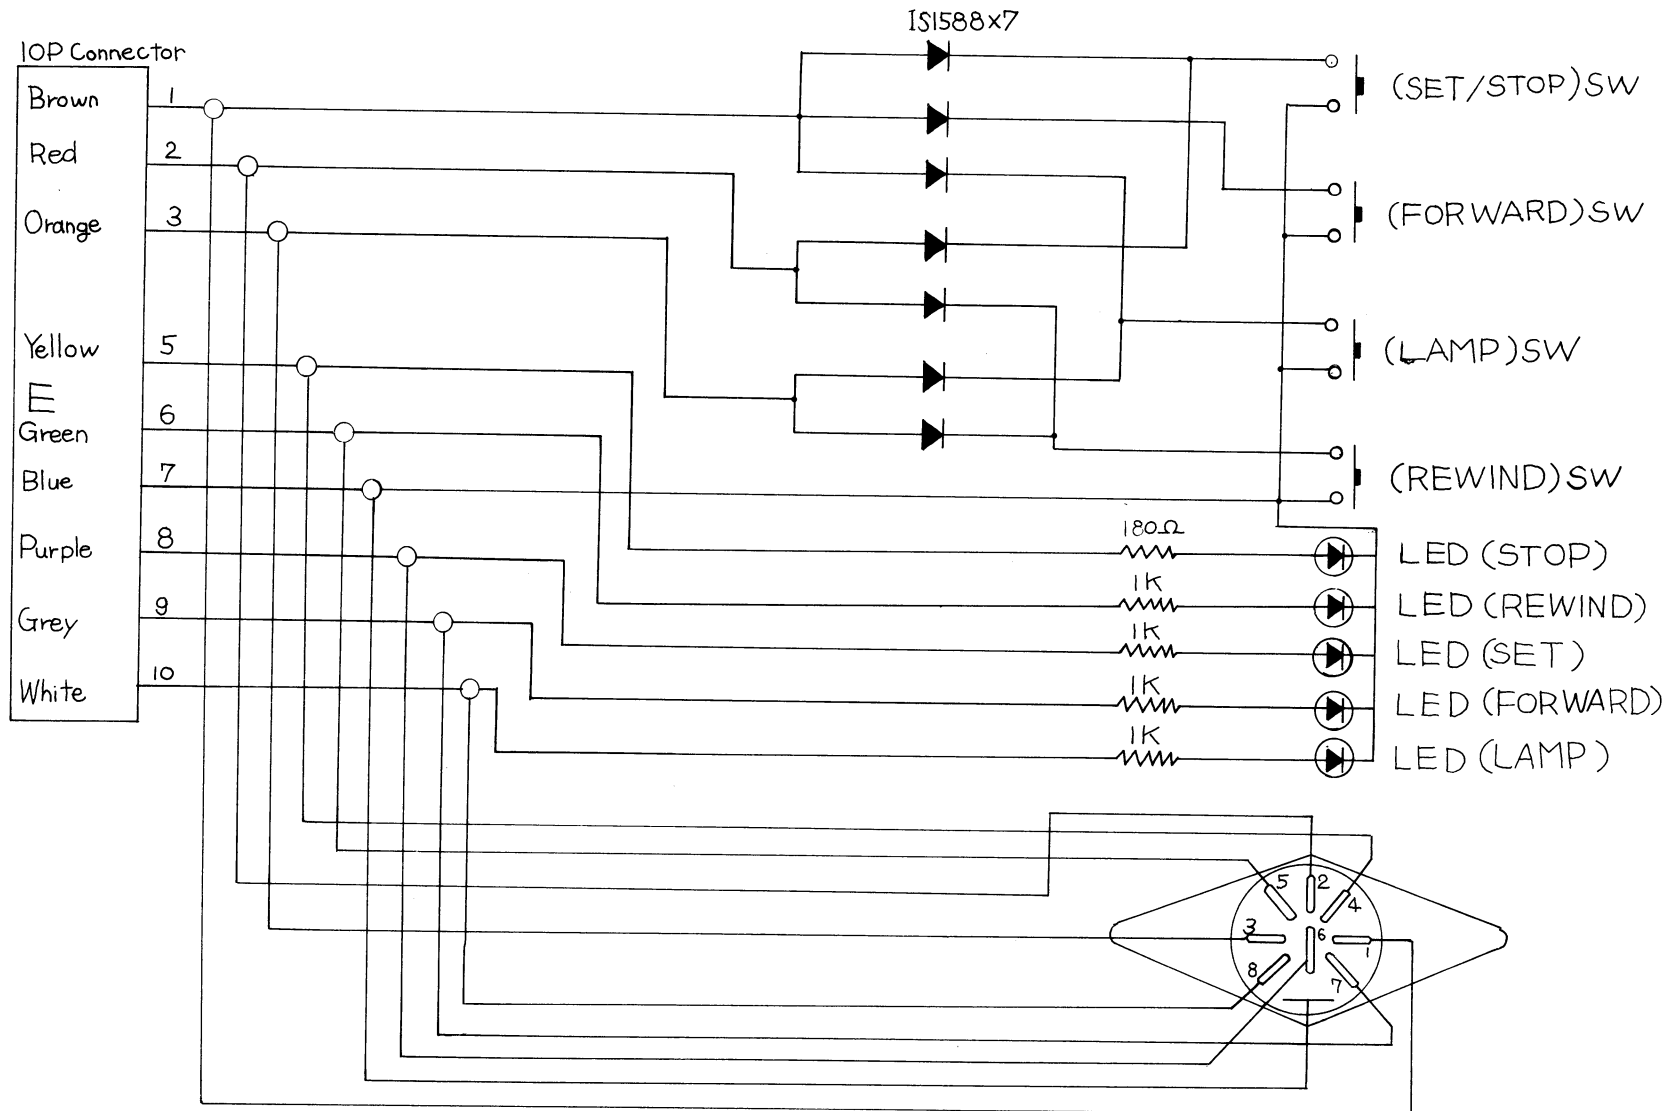 IS1588x7
10P Connector
Brown 1
Red 2
Orange 3
Yellow 5
E
Green 6
Blue 7
Purple 8
Grey 9
White 10
(SET/STOP)SW
(FORWARD)SW
(LAMP)SW
(REWIND)SW
180Ω
LED (STOP)
1K
LED (REWIND)
1K
LED (SET)
1K
LED (FORWARD)
1K
LED (LAMP)
5 2 4
3 6 1
8 7